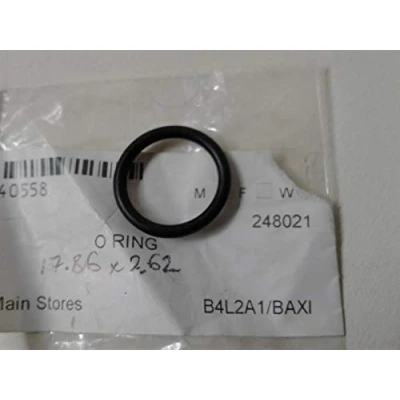 40558
M F W
248021
O RING
17.86 x 2.62
Main Stores
B4L2A1/BAXI